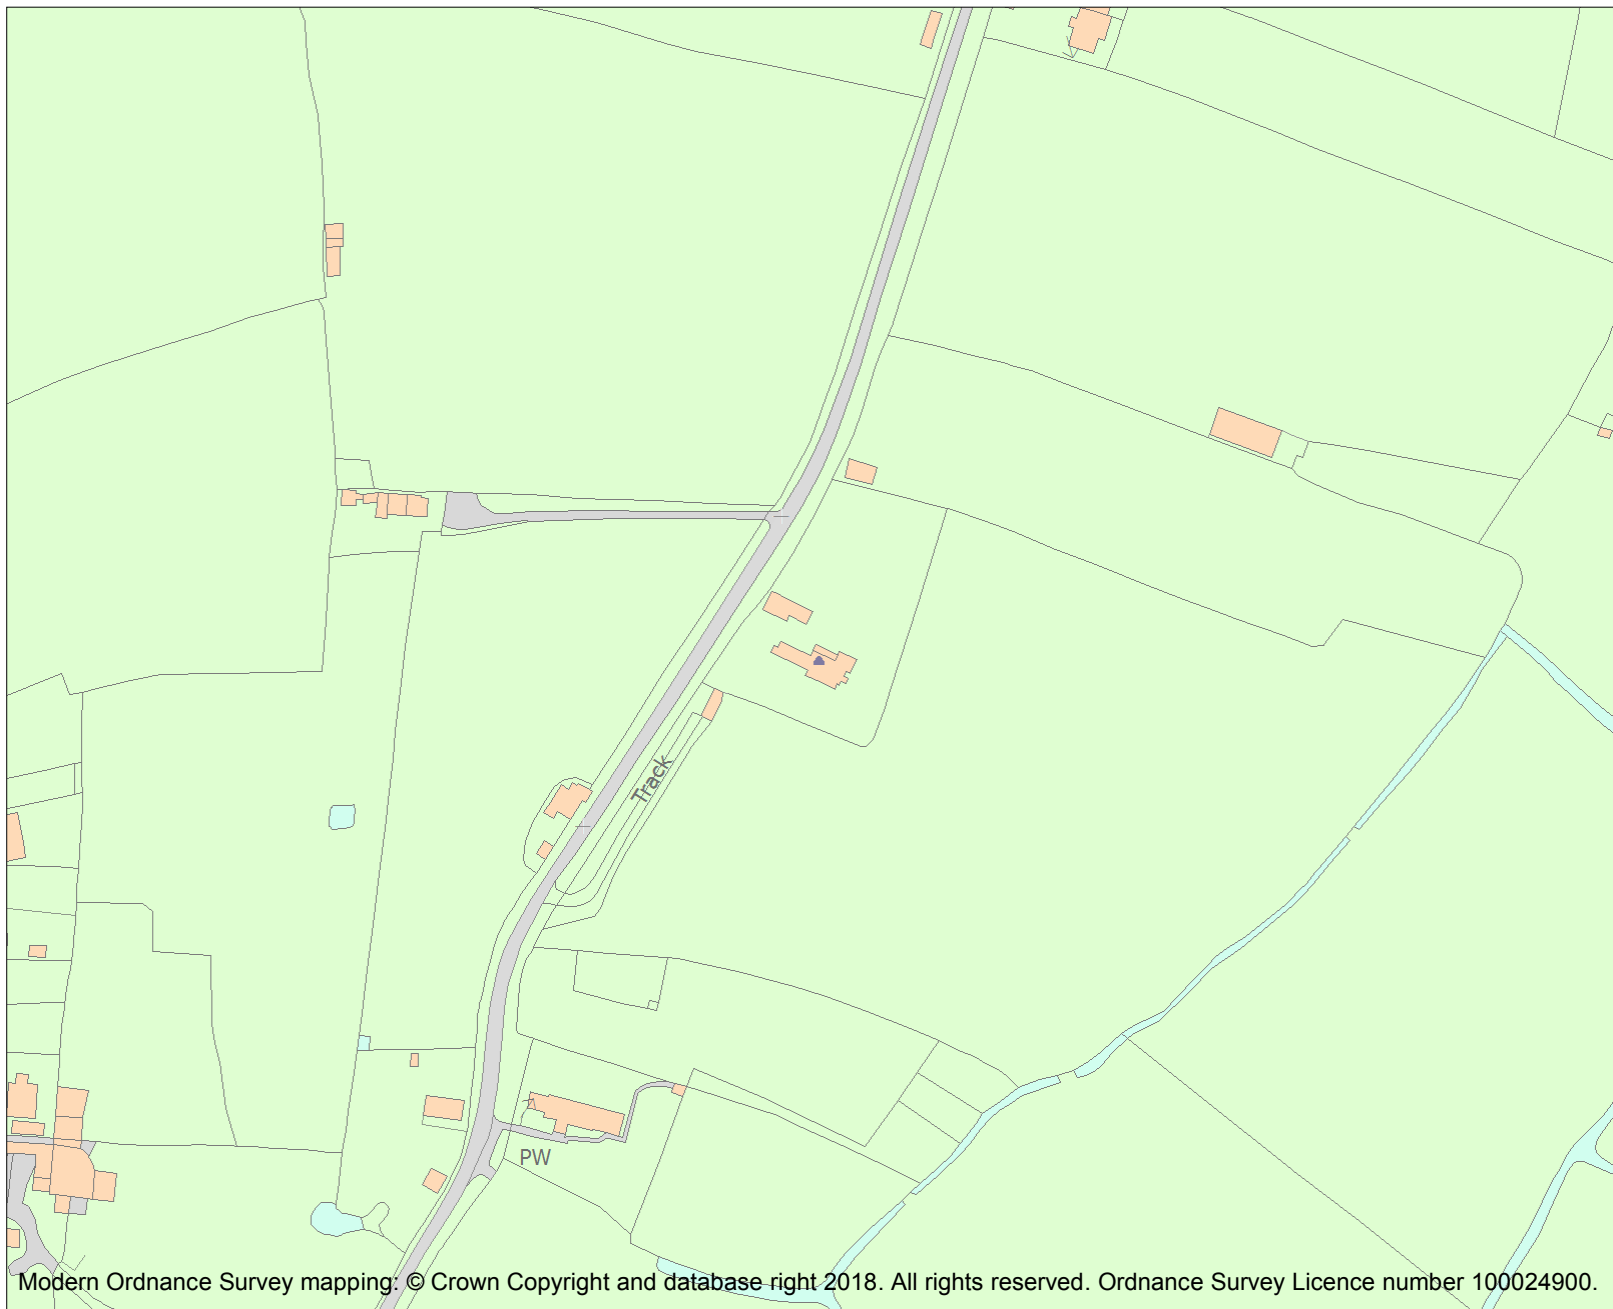 Track
PW
Modern Ordnance Survey mapping: © Crown Copyright and database right 2018. All rights reserved. Ordnance Survey Licence number 100024900.